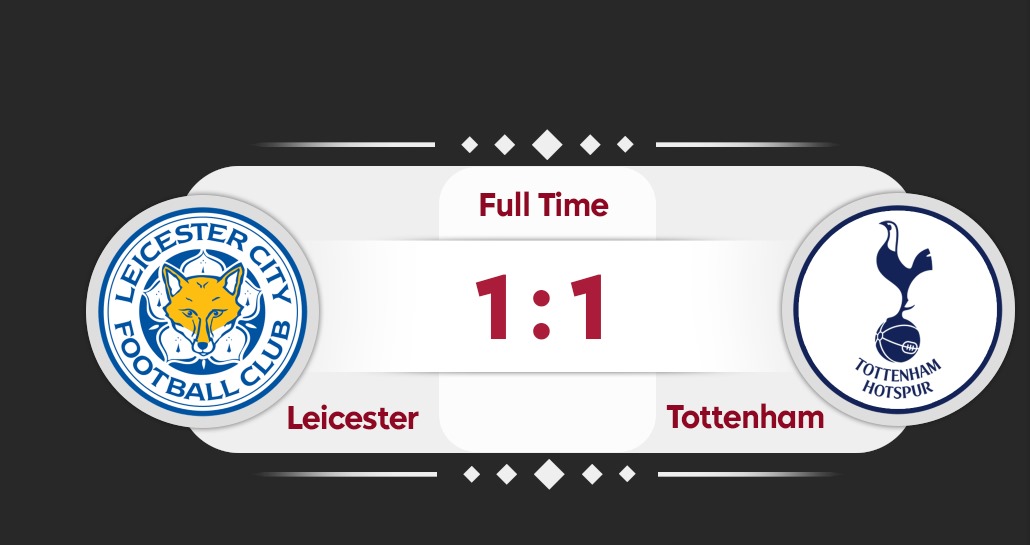 Full Time
LEICESTER CITY
FOOTBALL CLUB
1:1
TOTTENHAM
HOTSPUR
Leicester
Tottenham